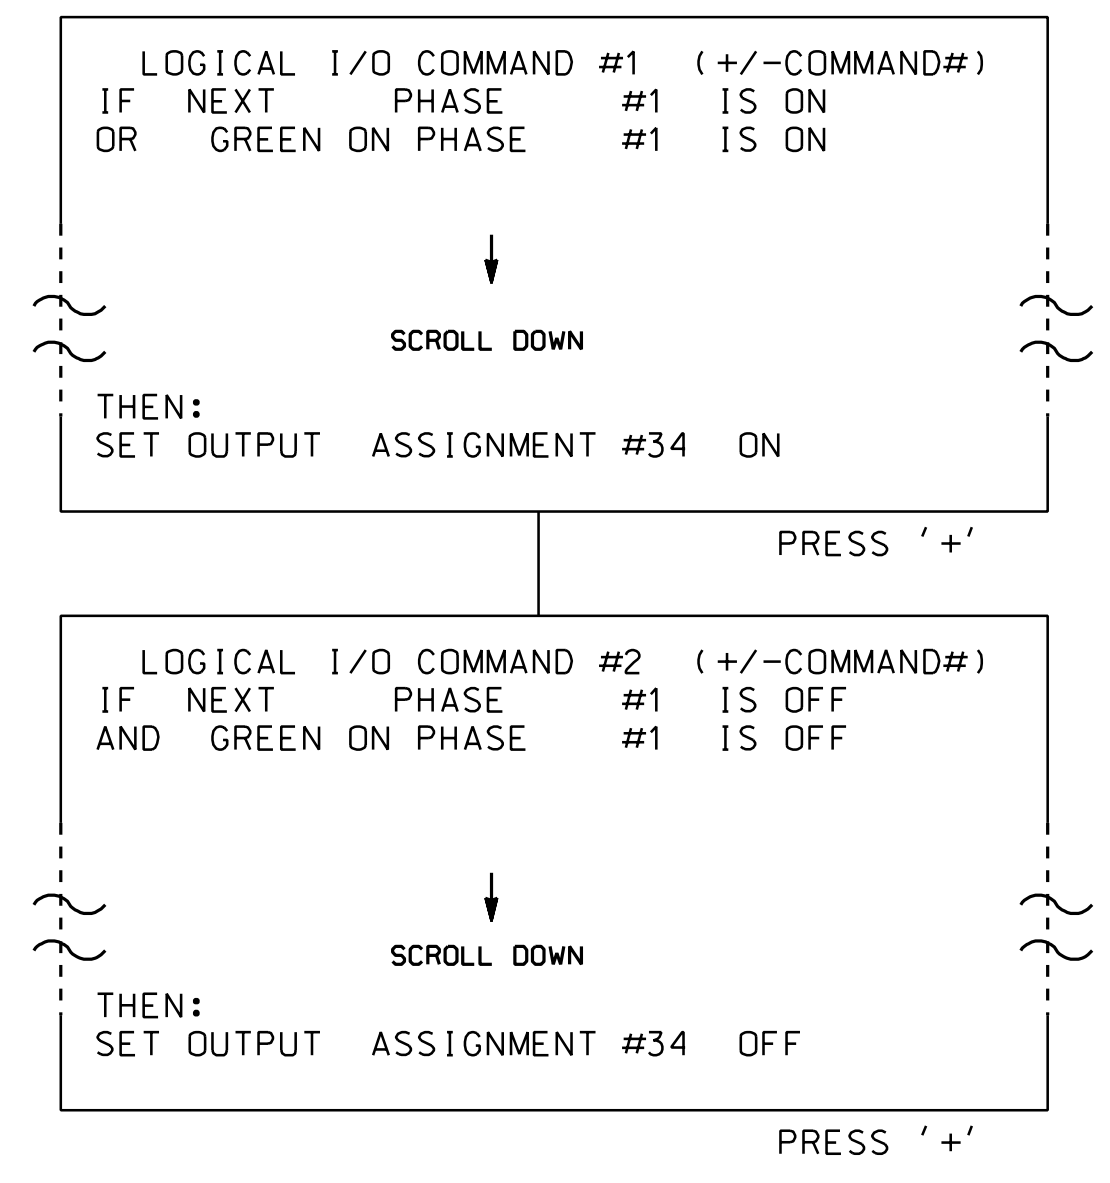 LOGICAL I/O COMMAND #1 (+/-COMMAND#)
IF NEXT PHASE #1 IS ON
OR GREEN ON PHASE #1 IS ON
SCROLL DOWN
THEN:
SET OUTPUT ASSIGNMENT #34 ON
PRESS '+'
LOGICAL I/O COMMAND #2 (+/-COMMAND#)
IF NEXT PHASE #1 IS OFF
AND GREEN ON PHASE #1 IS OFF
SCROLL DOWN
THEN:
SET OUTPUT ASSIGNMENT #34 OFF
PRESS '+'